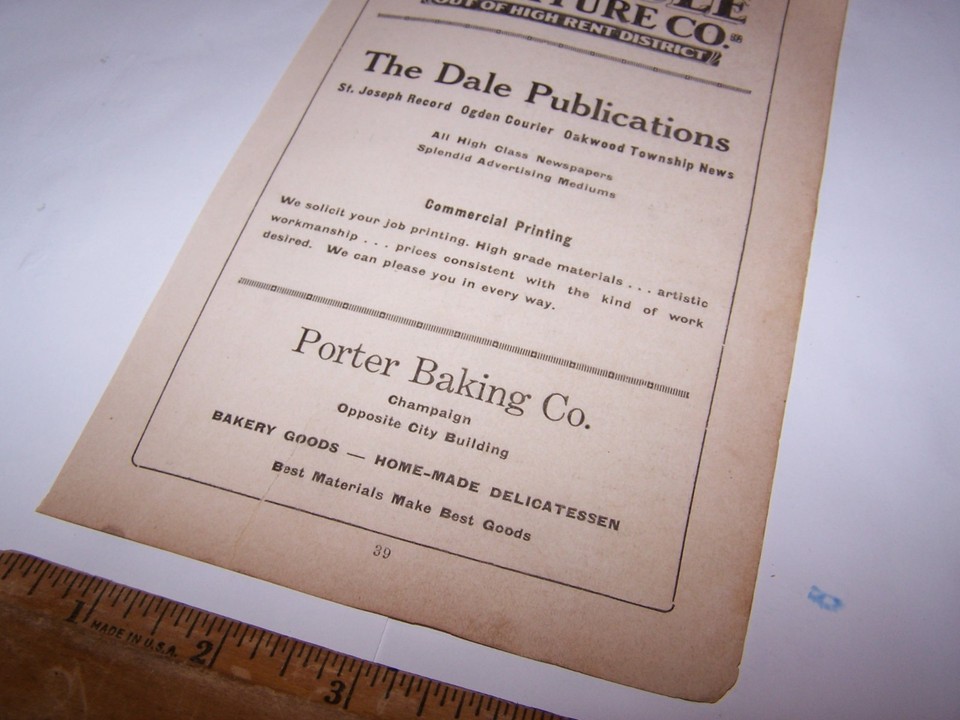 CO.
OUT OF HIGH RENT DISTRICT
The Dale Publications
St. Joseph Record Ogden Courier Oakwood Township News
All High Class Newspapers
Splendid Advertising Mediums
Commercial Printing
We solicit your job printing. High grade materials . . . artistic
workmanship . . . prices consistent with the kind of work
desired. We can please you in every way.
Porter Baking Co.
Champaign
Opposite City Building
BAKERY GOODS — HOME-MADE DELICATESSEN
Best Materials Make Best Goods
39
1 2 3
MADE IN U.S.A.